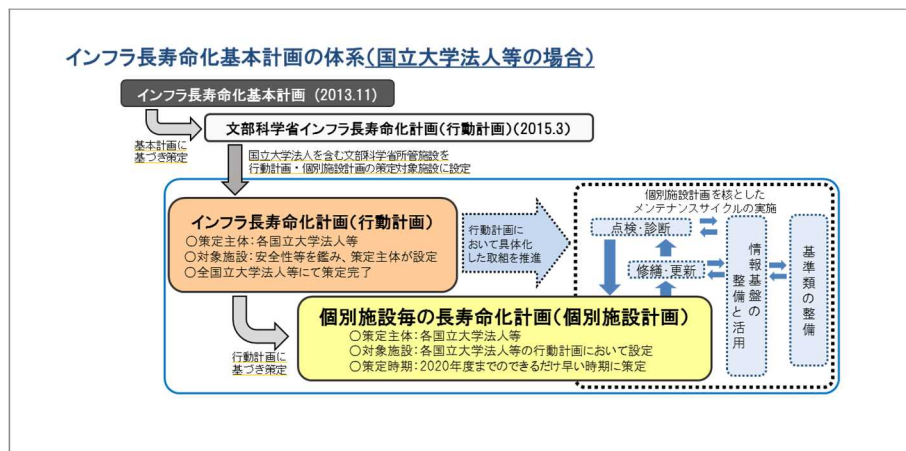 インフラ長寿命化基本計画の体系(国立大学法人等の場合)
インフラ長寿命化基本計画 (2013.11)
文部科学省インフラ長寿命化計画(行動計画)(2015.3)
基本計画に
基づき策定
国立大学法人を含む文部科学省所管施設を
行動計画・個別施設計画の策定対象施設に設定
インフラ長寿命化計画(行動計画)
○策定主体:各国立大学法人等
○対象施設:安全性等を鑑み、策定主体が設定
○全国立大学法人等にて策定完了
行動計画に
おいて具体化
した取組を推進
個別施設計画を核とした
メンテナンスサイクルの実施
点検・診断
修繕・更新
情報基盤の
整備と活用
基準類の整備
行動計画に
基づき策定
個別施設毎の長寿命化計画(個別施設計画)
○策定主体:各国立大学法人等
○対象施設:各国立大学法人等の行動計画において設定
○策定時期:2020年度までのできるだけ早い時期に策定